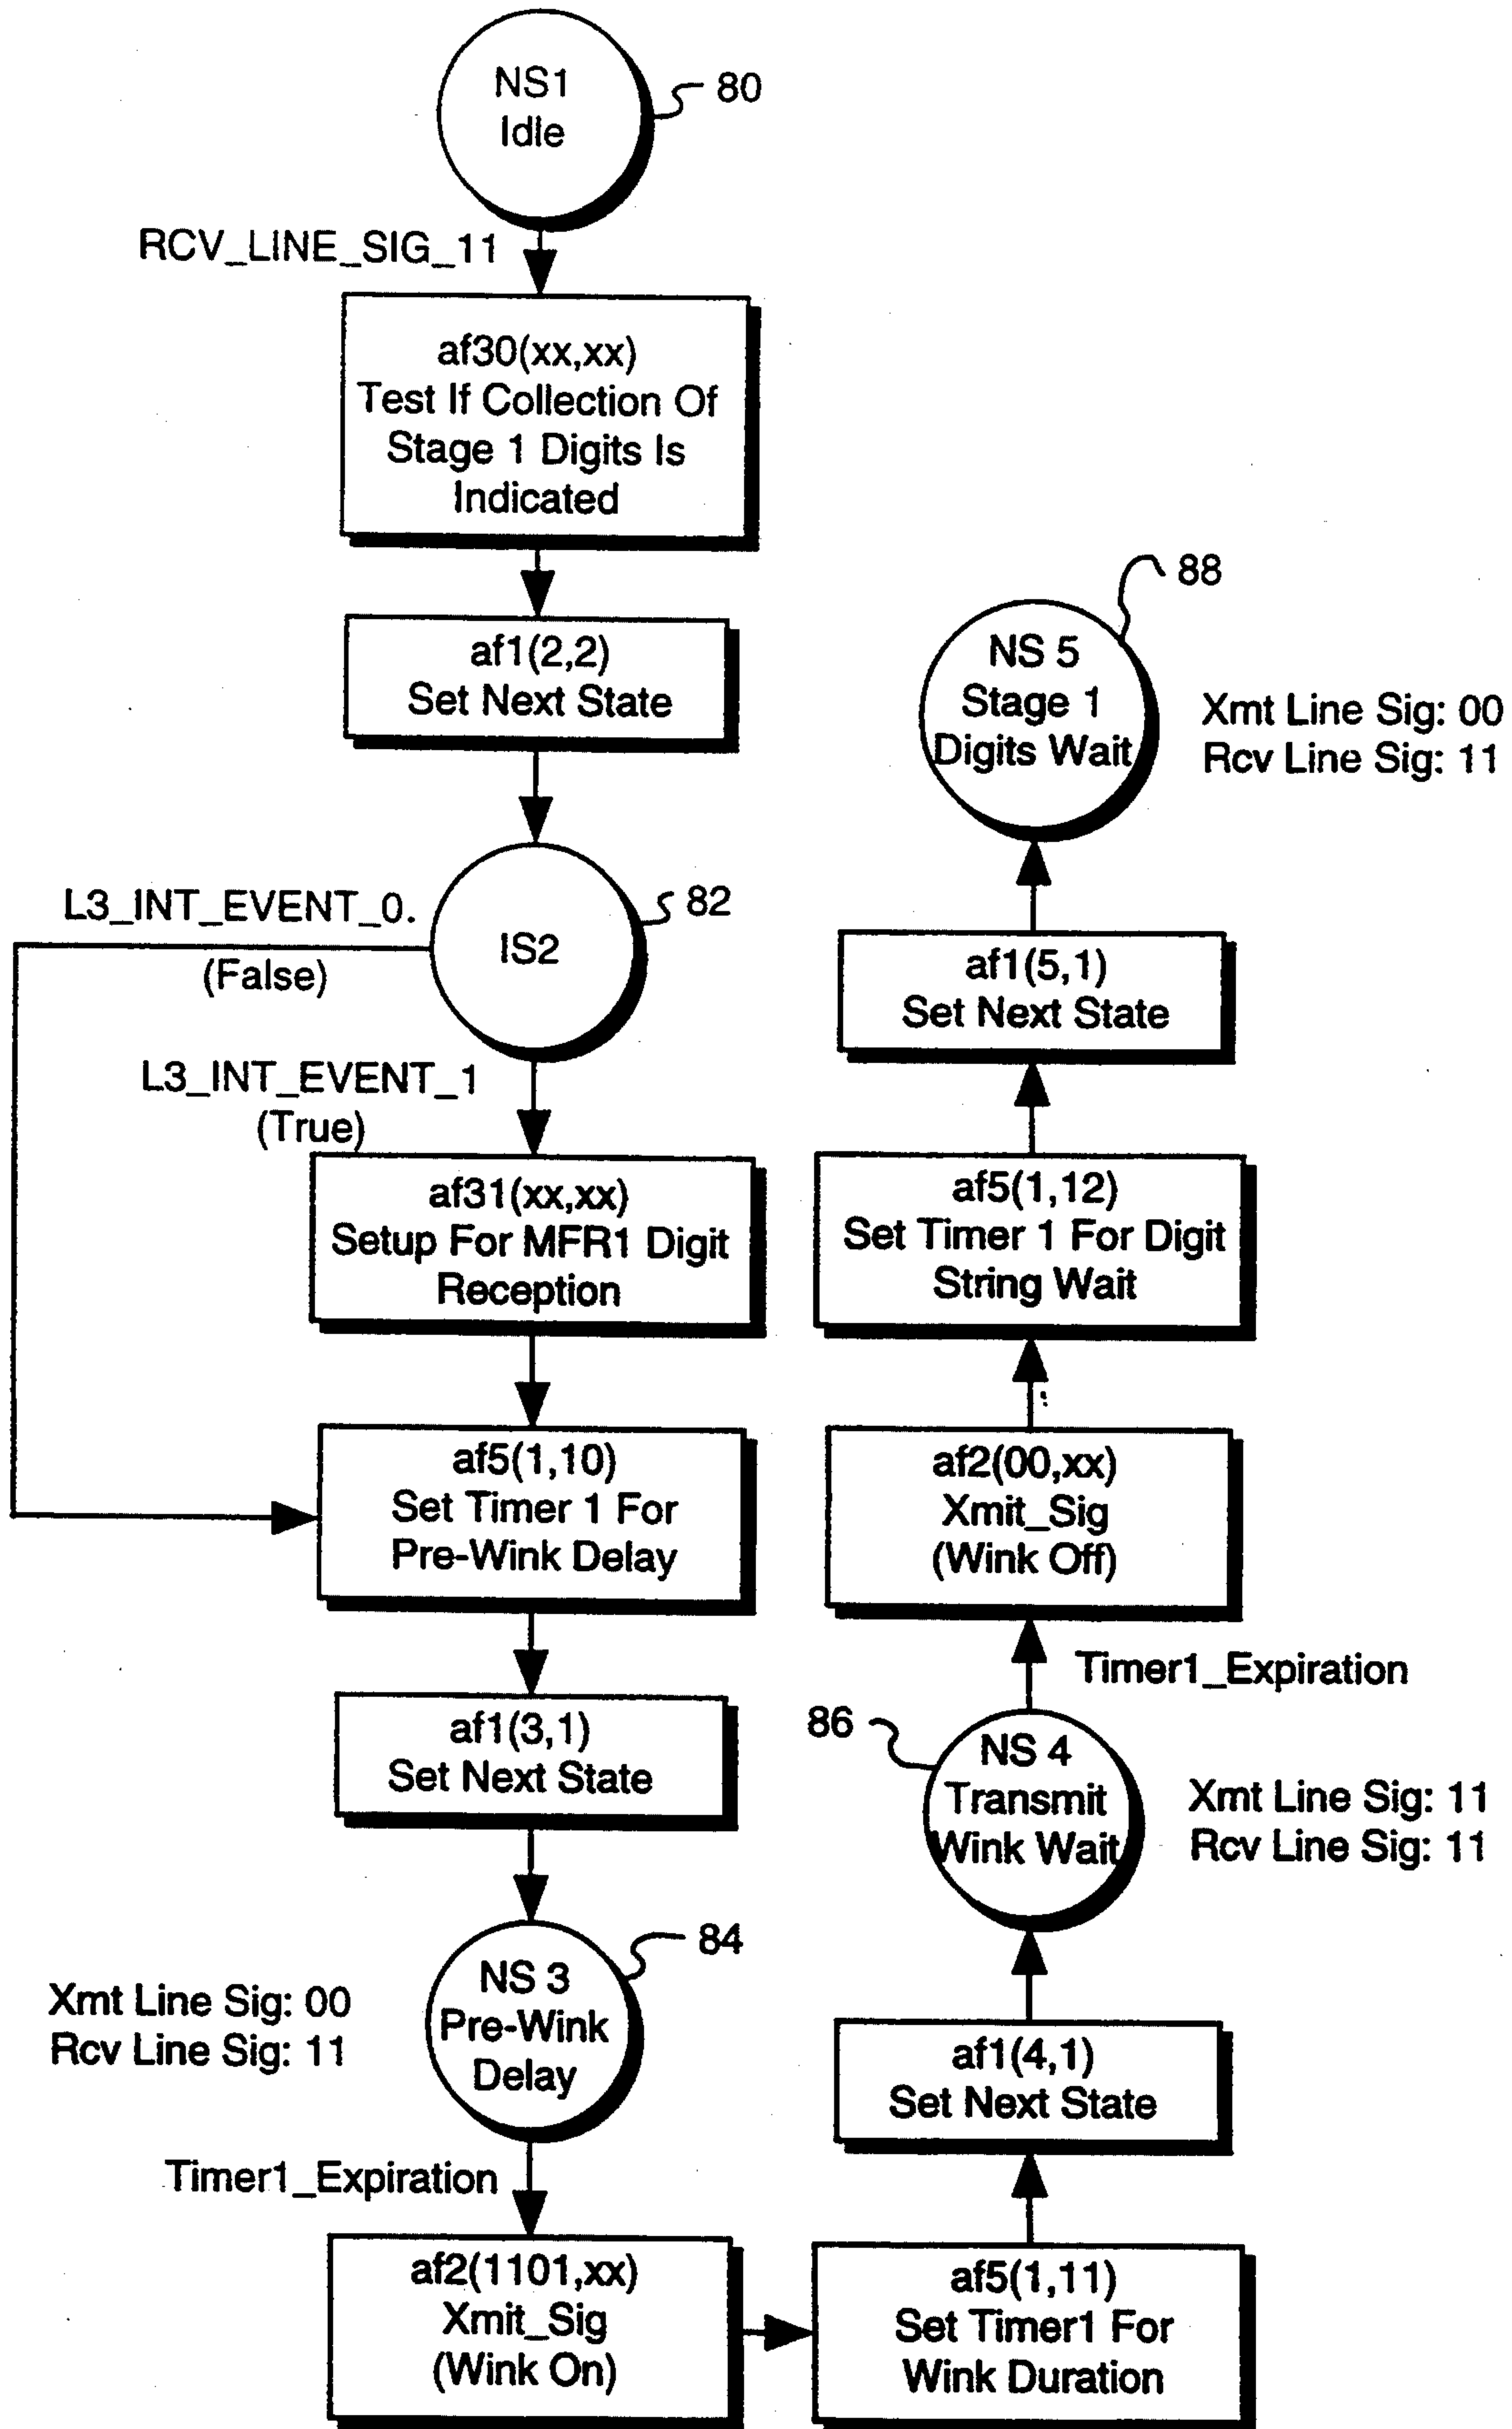 NS1
Idle
80
RCV_LINE_SIG_11
af30(xx,xx)
Test If Collection Of
Stage 1 Digits Is
Indicated
af1(2,2)
Set Next State
L3_INT_EVENT_0.
(False)
IS2
82
L3_INT_EVENT_1
(True)
af31(xx,xx)
Setup For MFR1 Digit
Reception
af5(1,10)
Set Timer 1 For
Pre-Wink Delay
af1(3,1)
Set Next State
NS 3
Pre-Wink
Delay
84
Xmt Line Sig: 00
Rcv Line Sig: 11
Timer1_Expiration
af2(1101,xx)
Xmit_Sig
(Wink On)
af5(1,11)
Set Timer1 For
Wink Duration
af1(4,1)
Set Next State
86
NS 4
Transmit
Wink Wait
Xmt Line Sig: 11
Rcv Line Sig: 11
Timer1_Expiration
af2(00,xx)
Xmit_Sig
(Wink Off)
af5(1,12)
Set Timer 1 For Digit
String Wait
af1(5,1)
Set Next State
88
NS 5
Stage 1
Digits Wait
Xmt Line Sig: 00
Rcv Line Sig: 11